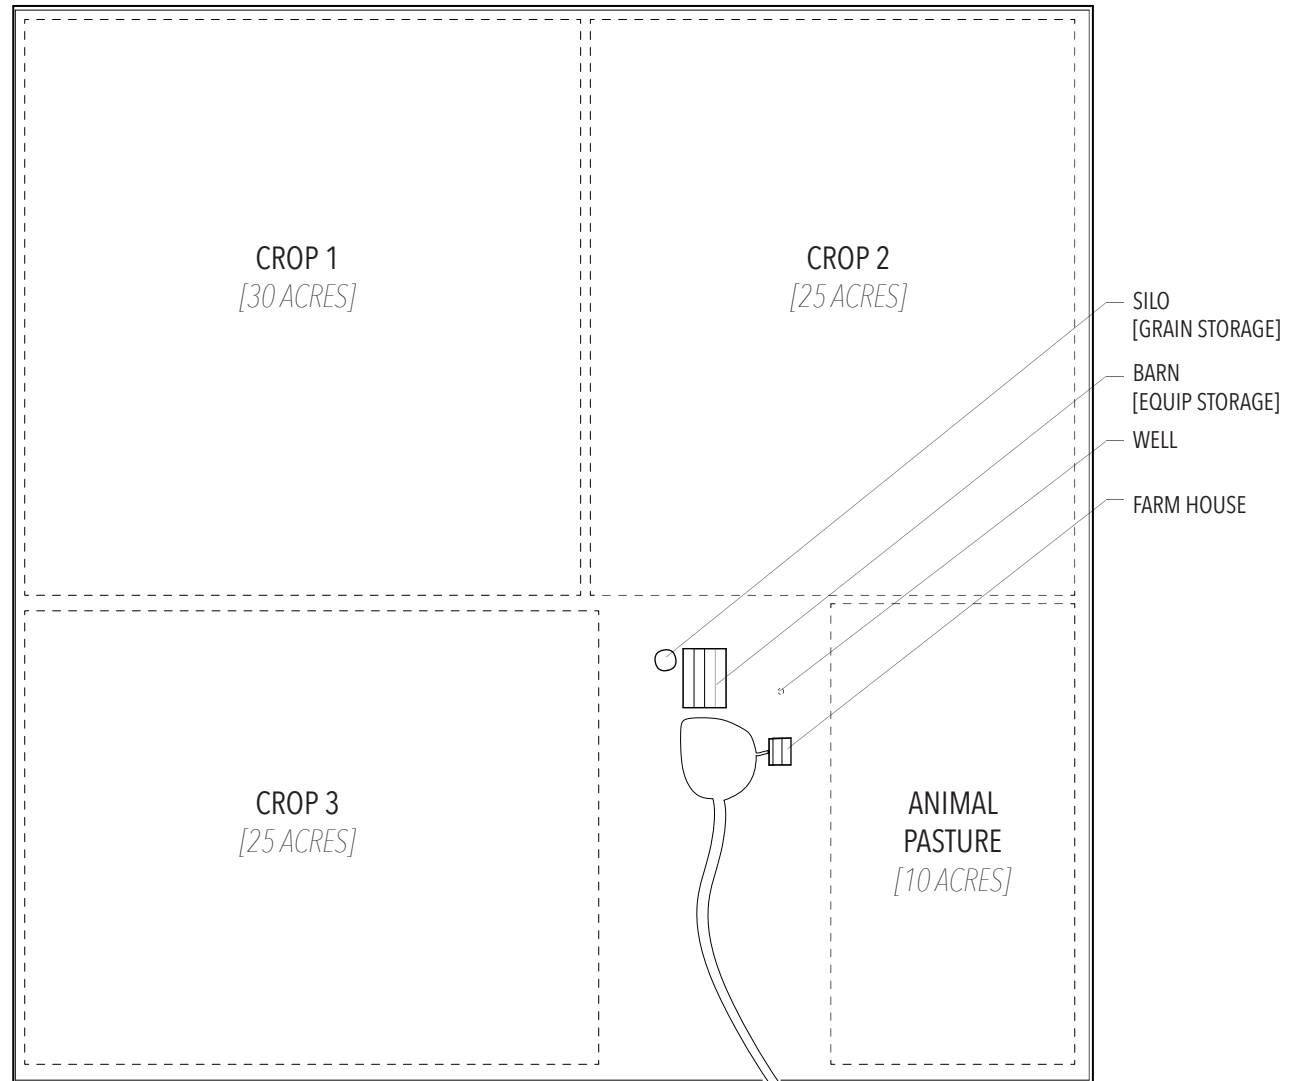 CROP 1
[30 ACRES]
CROP 2
[25 ACRES]
SILO
[GRAIN STORAGE]
BARN
[EQUIP STORAGE]
WELL
FARM HOUSE
CROP 3
[25 ACRES]
ANIMAL
PASTURE
[10 ACRES]